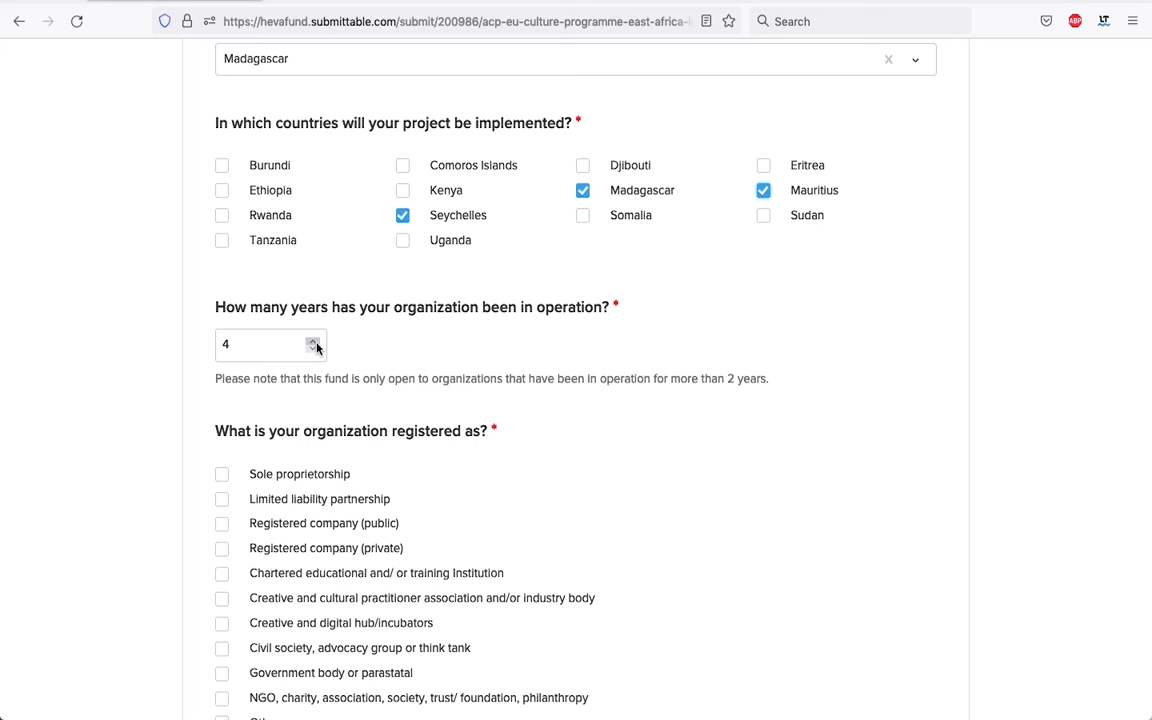 https://hevafund.submittable.com/submit/200986/acp-eu-culture-programme-east-africa-
Search
ABP
LT
Madagascar
In which countries will your project be implemented? *
Burundi Comoros Islands Djibouti Eritrea
Ethiopia Kenya Madagascar Mauritius
Rwanda Seychelles Somalia Sudan
Tanzania Uganda
How many years has your organization been in operation? *
4
Please note that this fund is only open to organizations that have been in operation for more than 2 years.
What is your organization registered as? *
Sole proprietorship
Limited liability partnership
Registered company (public)
Registered company (private)
Chartered educational and/ or training Institution
Creative and cultural practitioner association and/or industry body
Creative and digital hub/incubators
Civil society, advocacy group or think tank
Government body or parastatal
NGO, charity, association, society, trust/ foundation, philanthropy